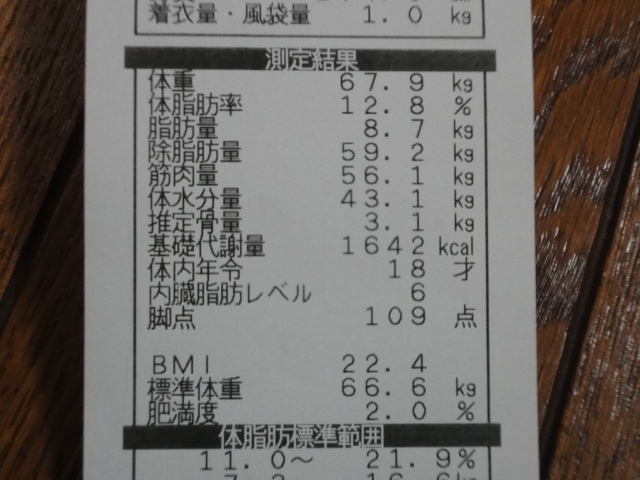 着衣量・風袋量 1.0 kg
測定結果
体重 67.9 kg
体脂肪率 12.8 %
脂肪量 8.7 kg
除脂肪量 59.2 kg
筋肉量 56.1 kg
体水分量 43.1 kg
推定骨量 3.1 kg
基礎代謝量 1642 kcal
体内年令 18 才
内臓脂肪レベル 6
脚点 109 点
BMI 22.4
標準体重 66.6 kg
肥満度 2.0 %
体脂肪標準範囲
11.0～ 21.9%